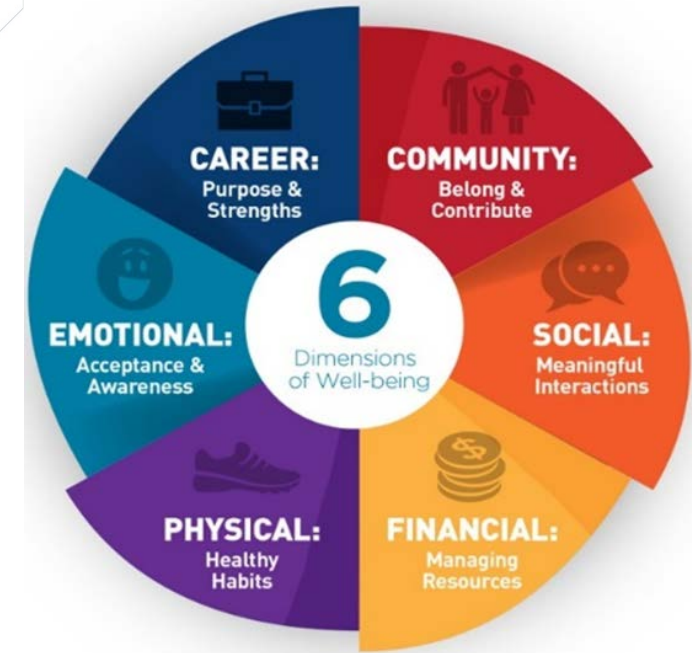 6
Dimensions
of Well-being
COMMUNITY:
Belong &
Contribute
SOCIAL:
Meaningful
Interactions
FINANCIAL:
Managing
Resources
PHYSICAL:
Healthy
Habits
EMOTIONAL:
Acceptance &
Awareness
CAREER:
Purpose &
Strengths